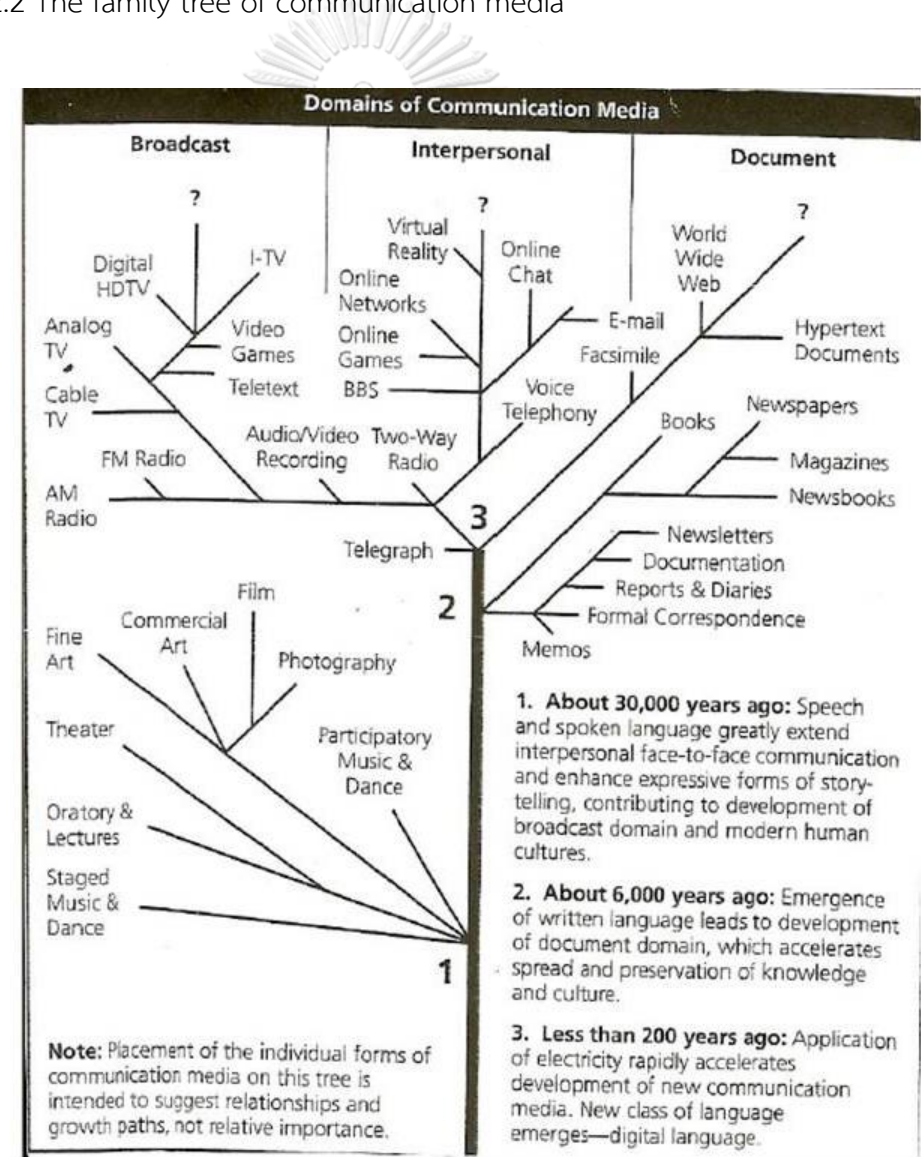 .2 The family tree of communication media
Domains of Communication Media
Broadcast
Interpersonal
Document
?
Digital
HDTV
I-TV
Analog
TV
Video
Games
Teletext
Cable
TV
FM Radio
AM
Radio
Audio/Video
Recording
Two-Way
Radio
?
Virtual
Reality
Online
Chat
Online
Networks
Online
Games
BBS
E-mail
Voice
Telephony
?
World
Wide
Web
Hypertext
Documents
Facsimile
Books
Newspapers
Magazines
Newsbooks
3
Telegraph
Newsletters
Documentation
Reports & Diaries
Formal Correspondence
Memos
2
Film
Commercial
Art
Fine
Art
Photography
Theater
Participatory
Music &
Dance
Oratory &
Lectures
Staged
Music &
Dance
1
1. About 30,000 years ago: Speech
and spoken language greatly extend
interpersonal face-to-face communication
and enhance expressive forms of story-
telling, contributing to development of
broadcast domain and modern human
cultures.
2. About 6,000 years ago: Emergence
of written language leads to development
of document domain, which accelerates
spread and preservation of knowledge
and culture.
3. Less than 200 years ago: Application
of electricity rapidly accelerates
development of new communication
media. New class of language
emerges—digital language.
Note: Placement of the individual forms of
communication media on this tree is
intended to suggest relationships and
growth paths, not relative importance.